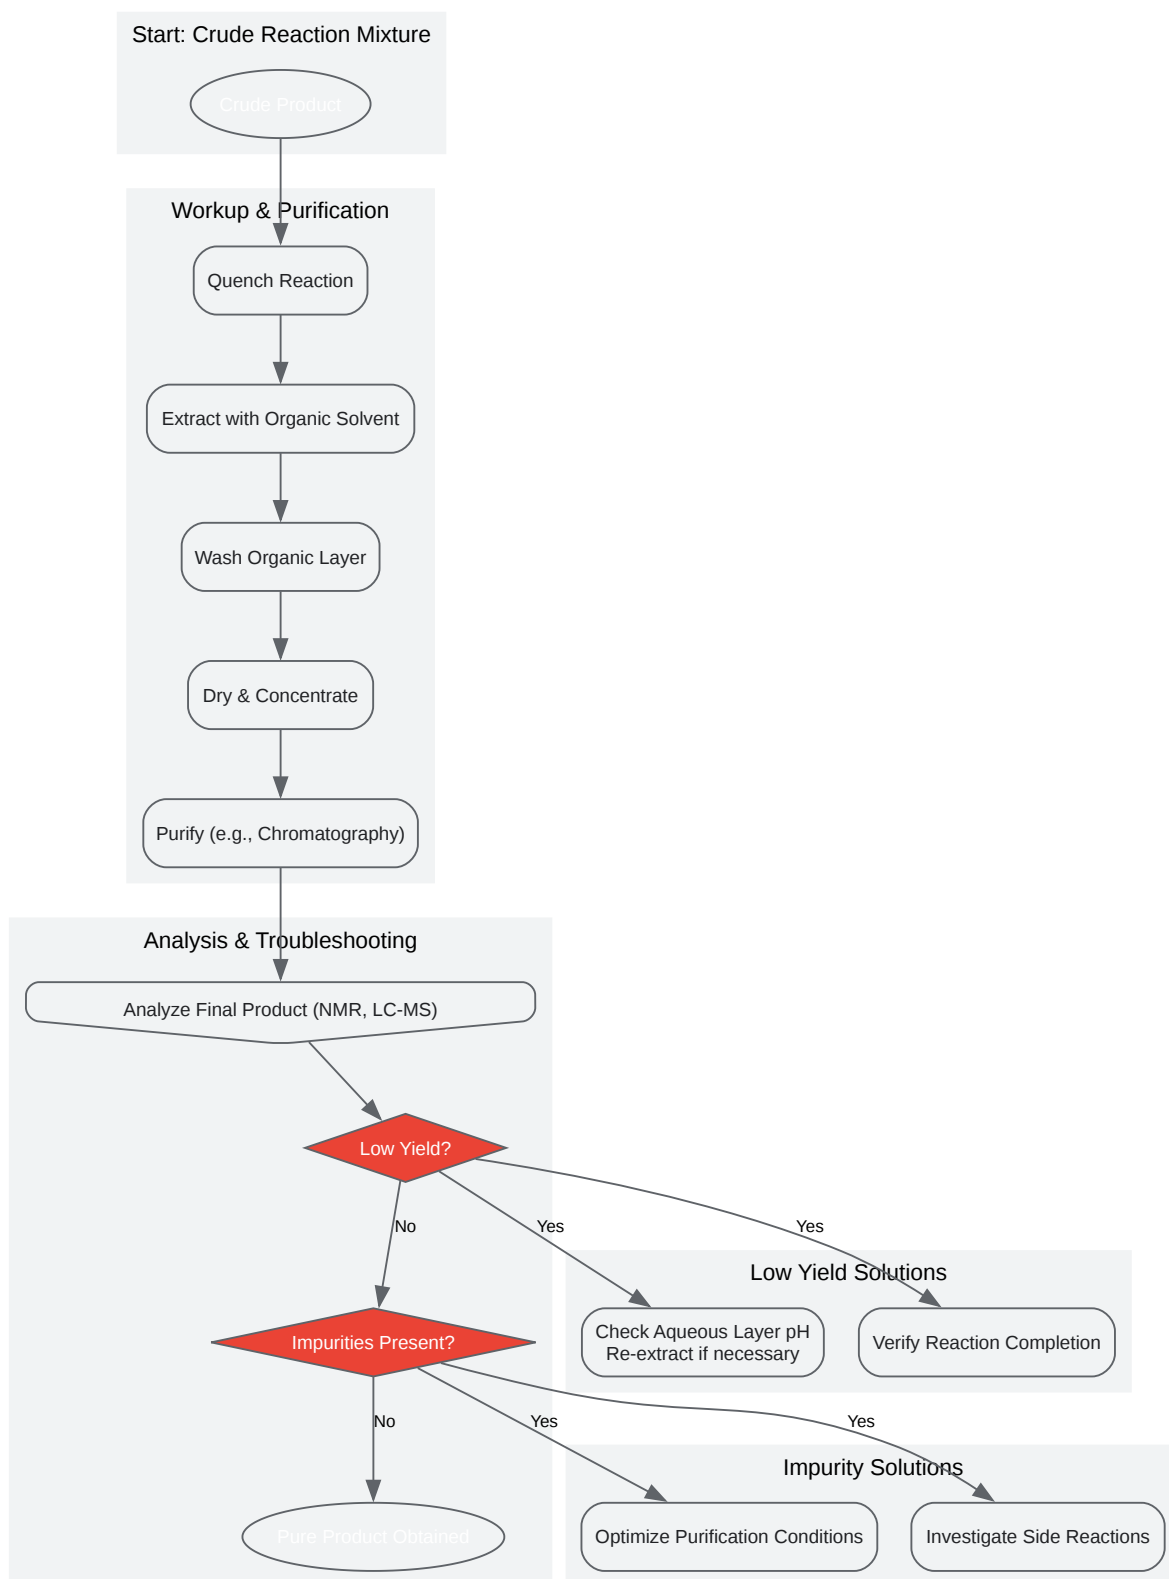 Start: Crude Reaction Mixture
Crude Product
Workup & Purification
Quench Reaction
Extract with Organic Solvent
Wash Organic Layer
Dry & Concentrate
Purify (e.g., Chromatography)
Analysis & Troubleshooting
Analyze Final Product (NMR, LC-MS)
Low Yield?
No
Yes
Yes
Low Yield Solutions
Check Aqueous Layer pH
Re-extract if necessary
Verify Reaction Completion
Impurities Present?
No
Yes
Yes
Impurity Solutions
Pure Product Obtained
Optimize Purification Conditions
Investigate Side Reactions